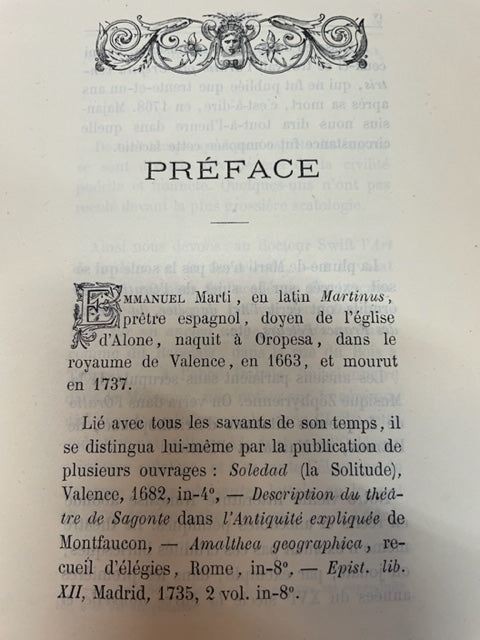 PRÉFACE
EMMANUEL Marti, en latin Martinus,
prêtre espagnol, doyen de l'église
d'Alone, naquit à Oropesa, dans le
royaume de Valence, en 1663, et mourut
en 1737.
Lié avec tous les savants de son temps, il
se distingua lui-même par la publication de
plusieurs ouvrages : Soledad (la Solitude),
Valence, 1682, in-4º, — Description du théâ-
tre de Sagonte dans l'Antiquité expliquée de
Montfaucon, — Amalthea geographica, re-
cueil d'élégies, Rome, in-8º, — Epist. lib.
XII, Madrid, 1735, 2 vol. in-8º.